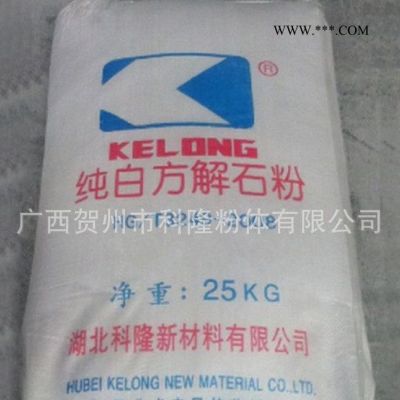 WWW.***.COM
®
KELONG
纯白方解石粉
广西贺州市科隆粉体有限公司
净重：25KG
湖北科隆新材料有限公司
HUBEI KELONG NEW MATERIAL CO.,LTD.